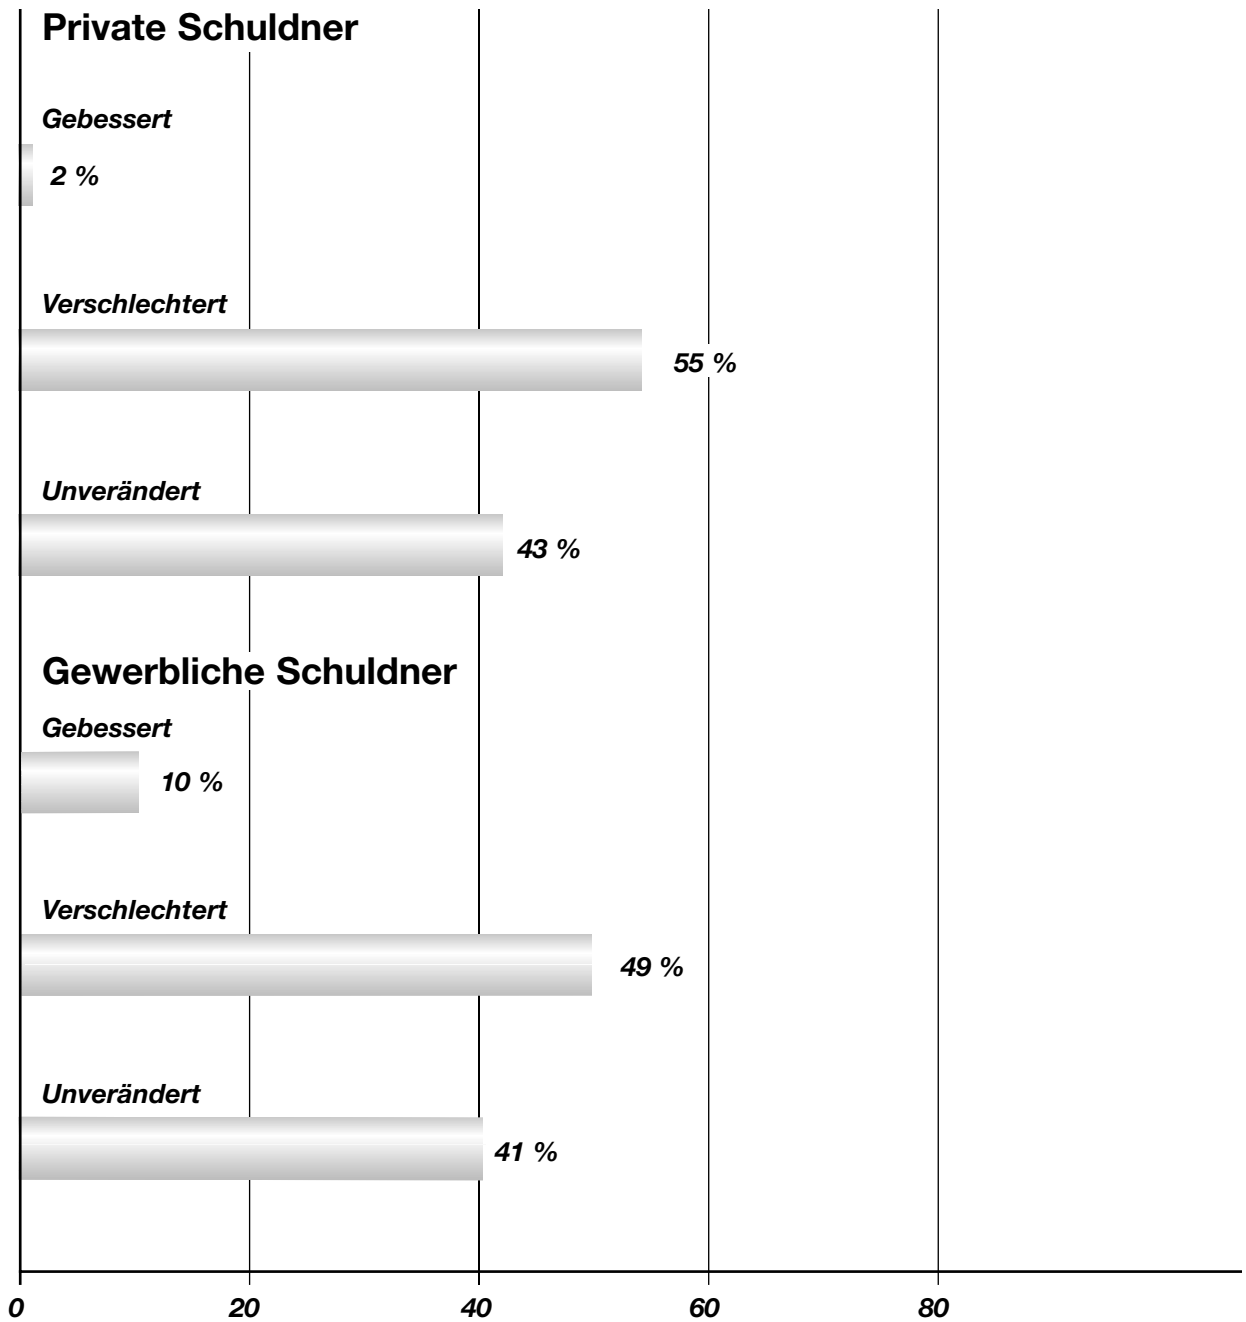 Private Schuldner
Gebessert
2 %
Verschlechtert
55 %
Unverändert
43 %
Gewerbliche Schuldner
Gebessert
10 %
Verschlechtert
49 %
Unverändert
41 %
0 20 40 60 80